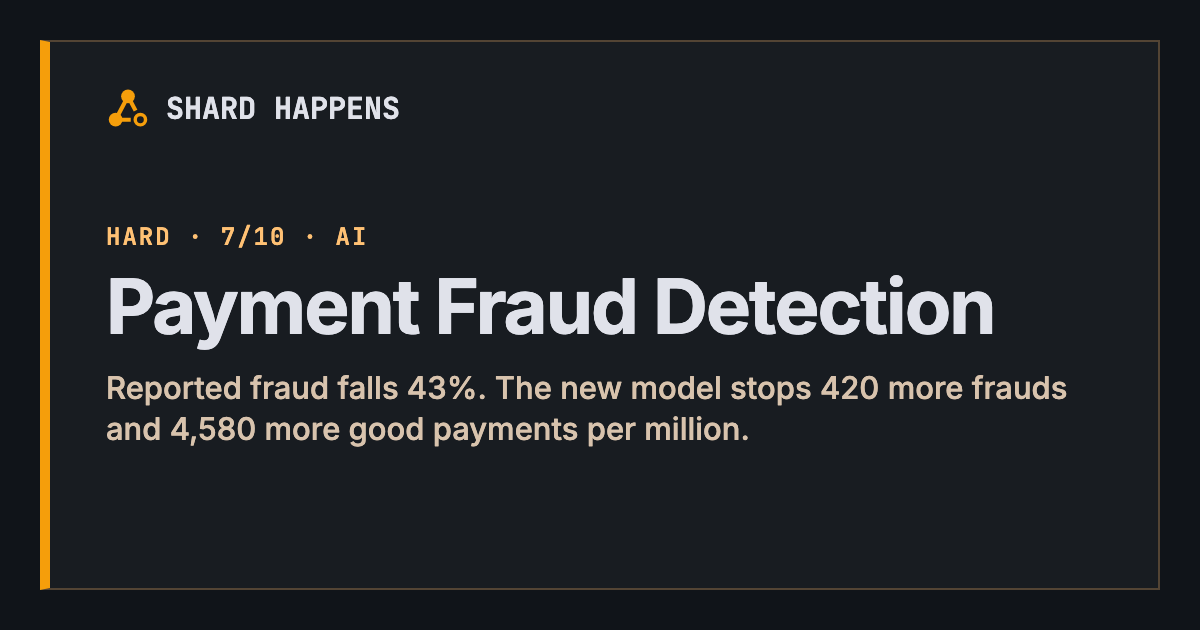 SHARD HAPPENS
HARD · 7/10 · AI
Payment Fraud Detection
Reported fraud falls 43%. The new model stops 420 more frauds
and 4,580 more good payments per million.